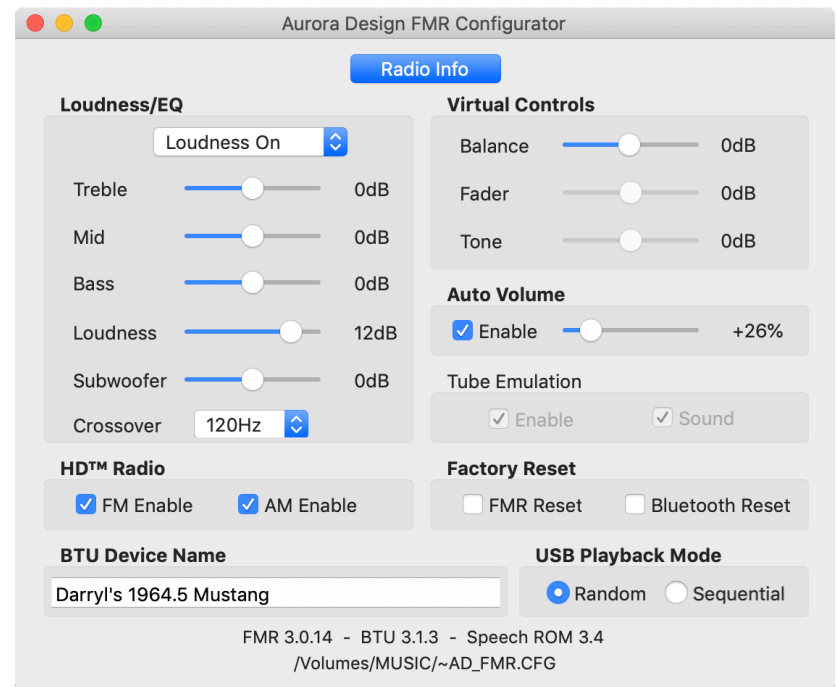 Aurora Design FMR Configurator
Radio Info
Loudness/EQ
Loudness On
Treble 0dB
Mid 0dB
Bass 0dB
Loudness 12dB
Subwoofer 0dB
Crossover 120Hz
Virtual Controls
Balance 0dB
Fader 0dB
Tone 0dB
Auto Volume
Enable +26%
Tube Emulation
Enable Sound
HD™ Radio
FM Enable AM Enable
Factory Reset
FMR Reset Bluetooth Reset
BTU Device Name
Darryl's 1964.5 Mustang
USB Playback Mode
Random Sequential
FMR 3.0.14 - BTU 3.1.3 - Speech ROM 3.4
/Volumes/MUSIC/~AD_FMR.CFG